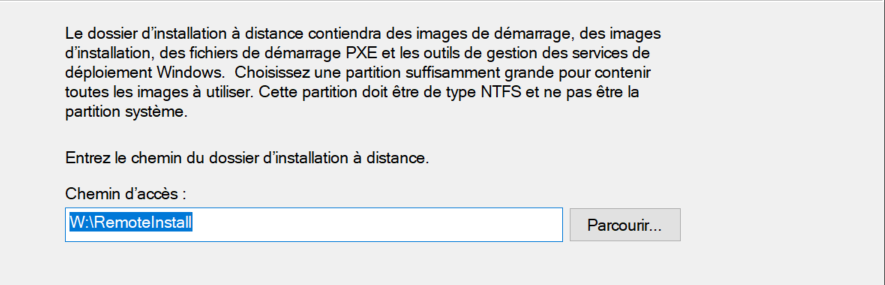 Le dossier d’installation à distance contiendra des images de démarrage, des images
d’installation, des fichiers de démarrage PXE et les outils de gestion des services de
déploiement Windows.  Choisissez une partition suffisamment grande pour contenir
toutes les images à utiliser. Cette partition doit être de type NTFS et ne pas être la
partition système.
Entrez le chemin du dossier d’installation à distance.
Chemin d’accès :
W:\RemoteInstall
Parcourir...